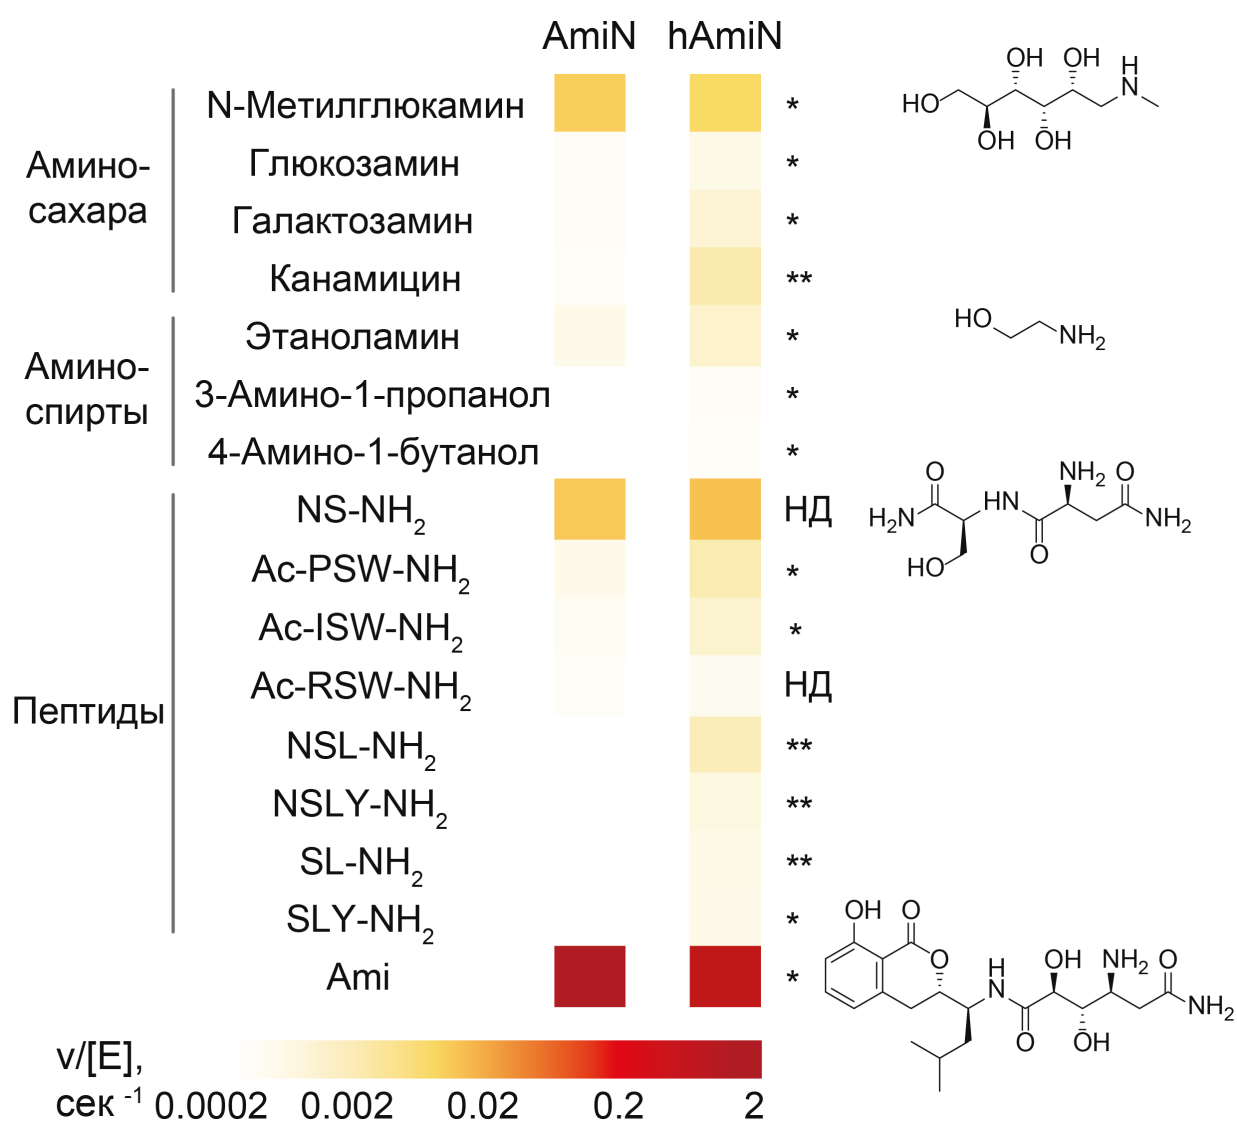 AmiN hAmiN
Амино-
сахара
N-Метилглюкамин *
Глюкозамин *
Галактозамин *
Канамицин **
Амино-
спирты
Этаноламин *
3-Амино-1-пропанол *
4-Амино-1-бутанол *
Пептиды
NS-NH2 НД
Ac-PSW-NH2 *
Ac-ISW-NH2 *
Ac-RSW-NH2 НД
NSL-NH2 **
NSLY-NH2 **
SL-NH2 **
SLY-NH2 *
Ami *
v/[E],
сек -1 0.0002 0.002 0.02 0.2 2
OH OH H
HO N
OH OH
HO
NH2
O NH2 O
H2N HN NH2
O
HO
OH O
O H OH NH2 O
N NH2
O OH